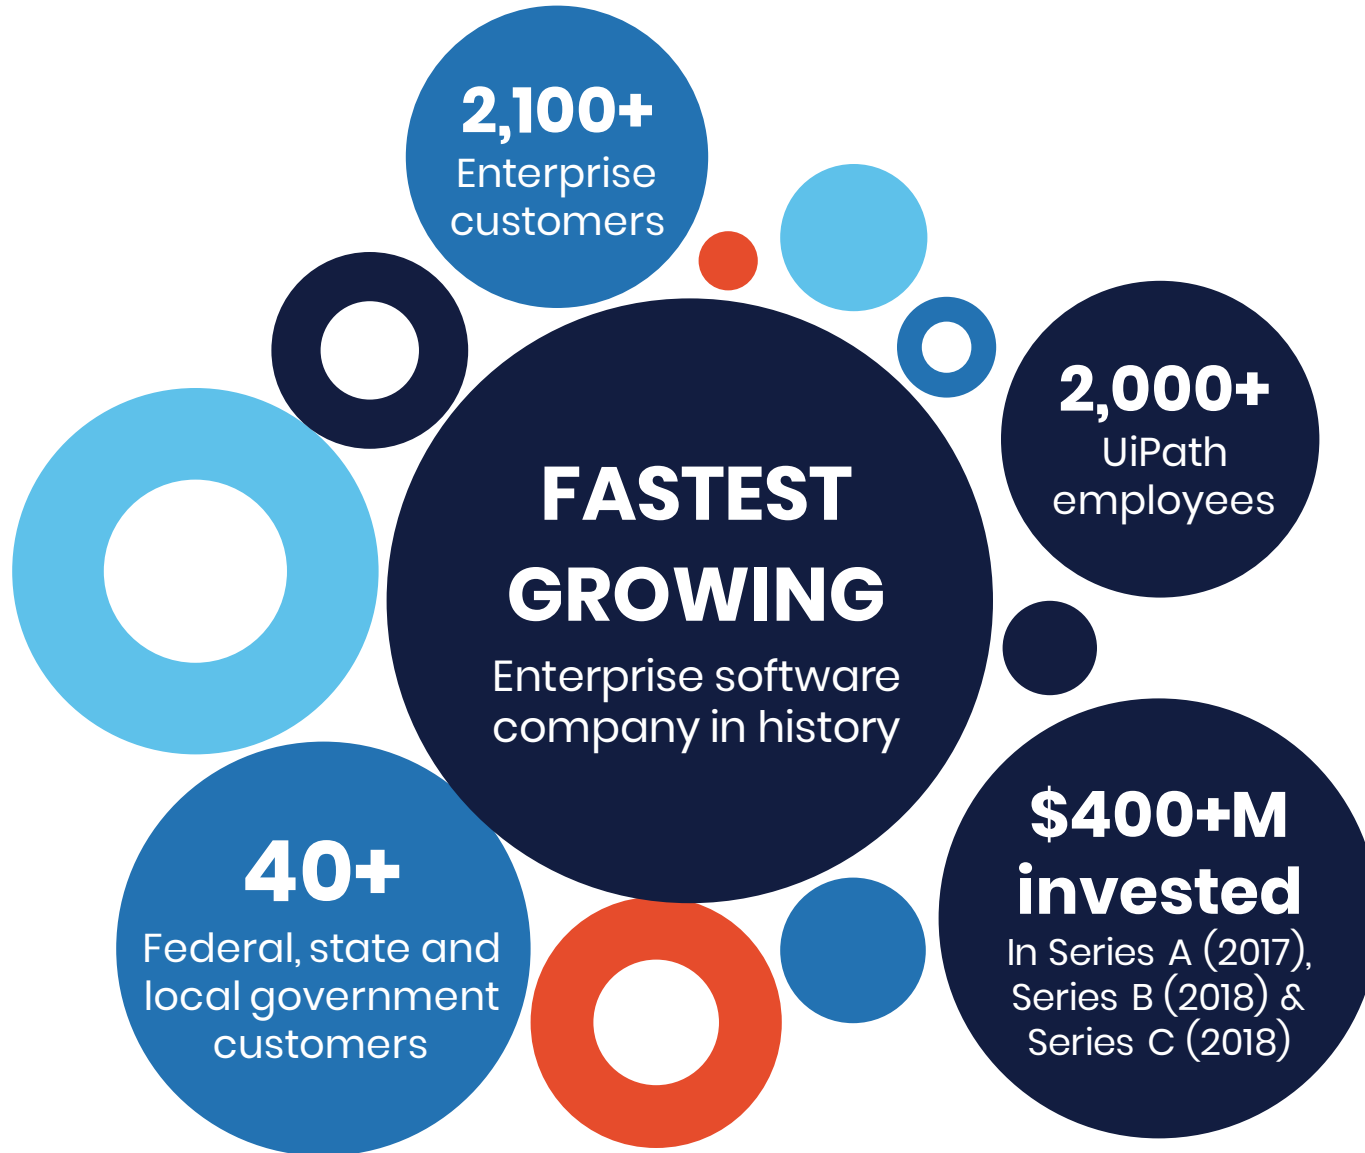 2,100+
Enterprise
customers
2,000+
UiPath
employees
FASTEST
GROWING
Enterprise software
company in history
40+
Federal, state and
local government
customers
$400+M
invested
In Series A (2017),
Series B (2018) &
Series C (2018)